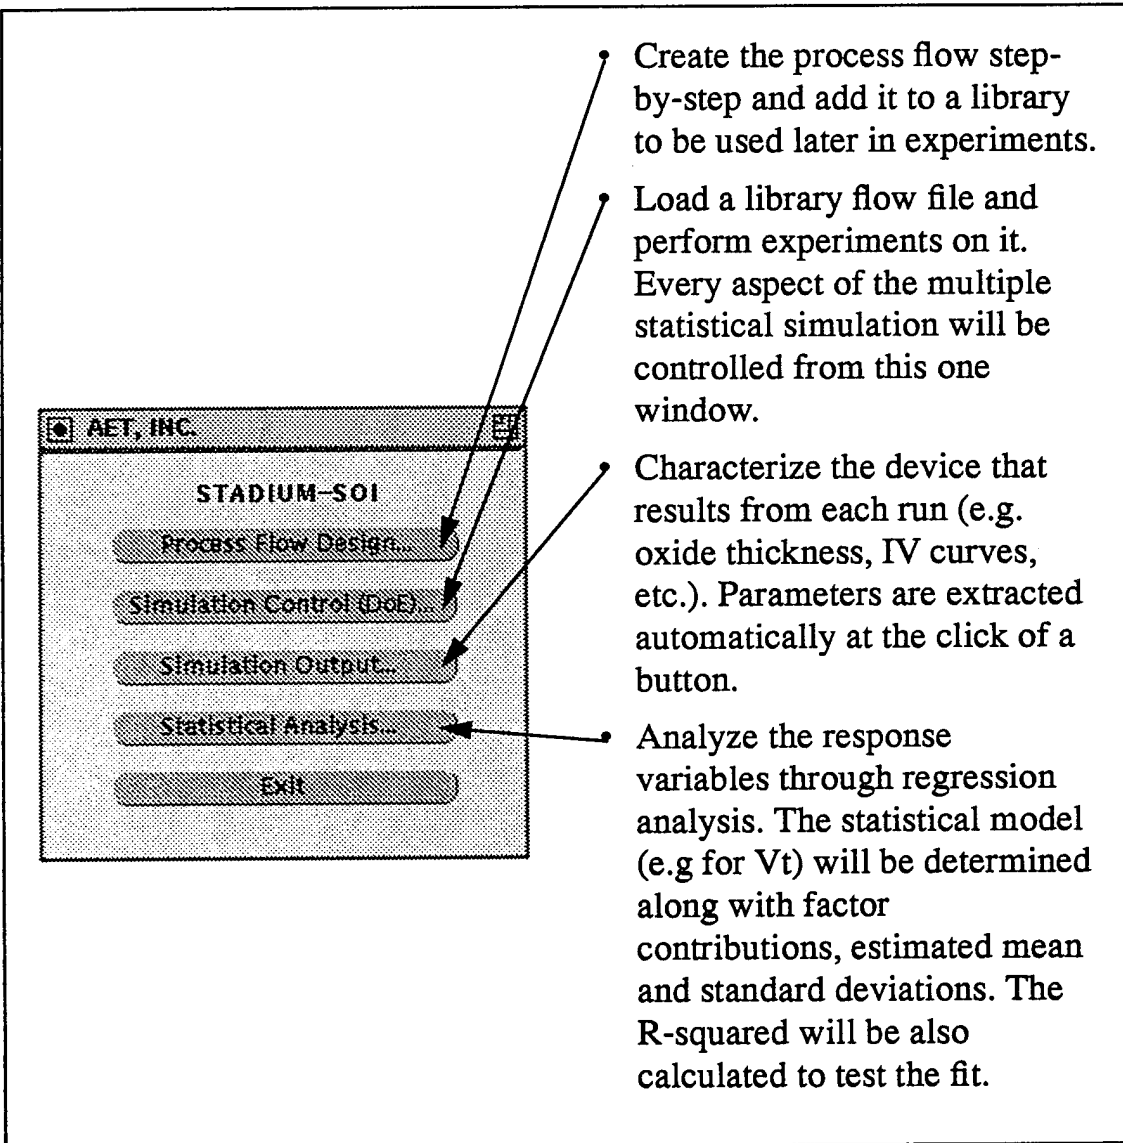 AET, INC.
STADIUM-SOI
Process Flow Design...
Simulation Control (DoE)...
Simulation Output...
Statistical Analysis...
Exit
• Create the process flow step-
by-step and add it to a library
to be used later in experiments.
• Load a library flow file and
perform experiments on it.
Every aspect of the multiple
statistical simulation will be
controlled from this one
window.
• Characterize the device that
results from each run (e.g.
oxide thickness, IV curves,
etc.). Parameters are extracted
automatically at the click of a
button.
• Analyze the response
variables through regression
analysis. The statistical model
(e.g for Vt) will be determined
along with factor
contributions, estimated mean
and standard deviations. The
R-squared will be also
calculated to test the fit.